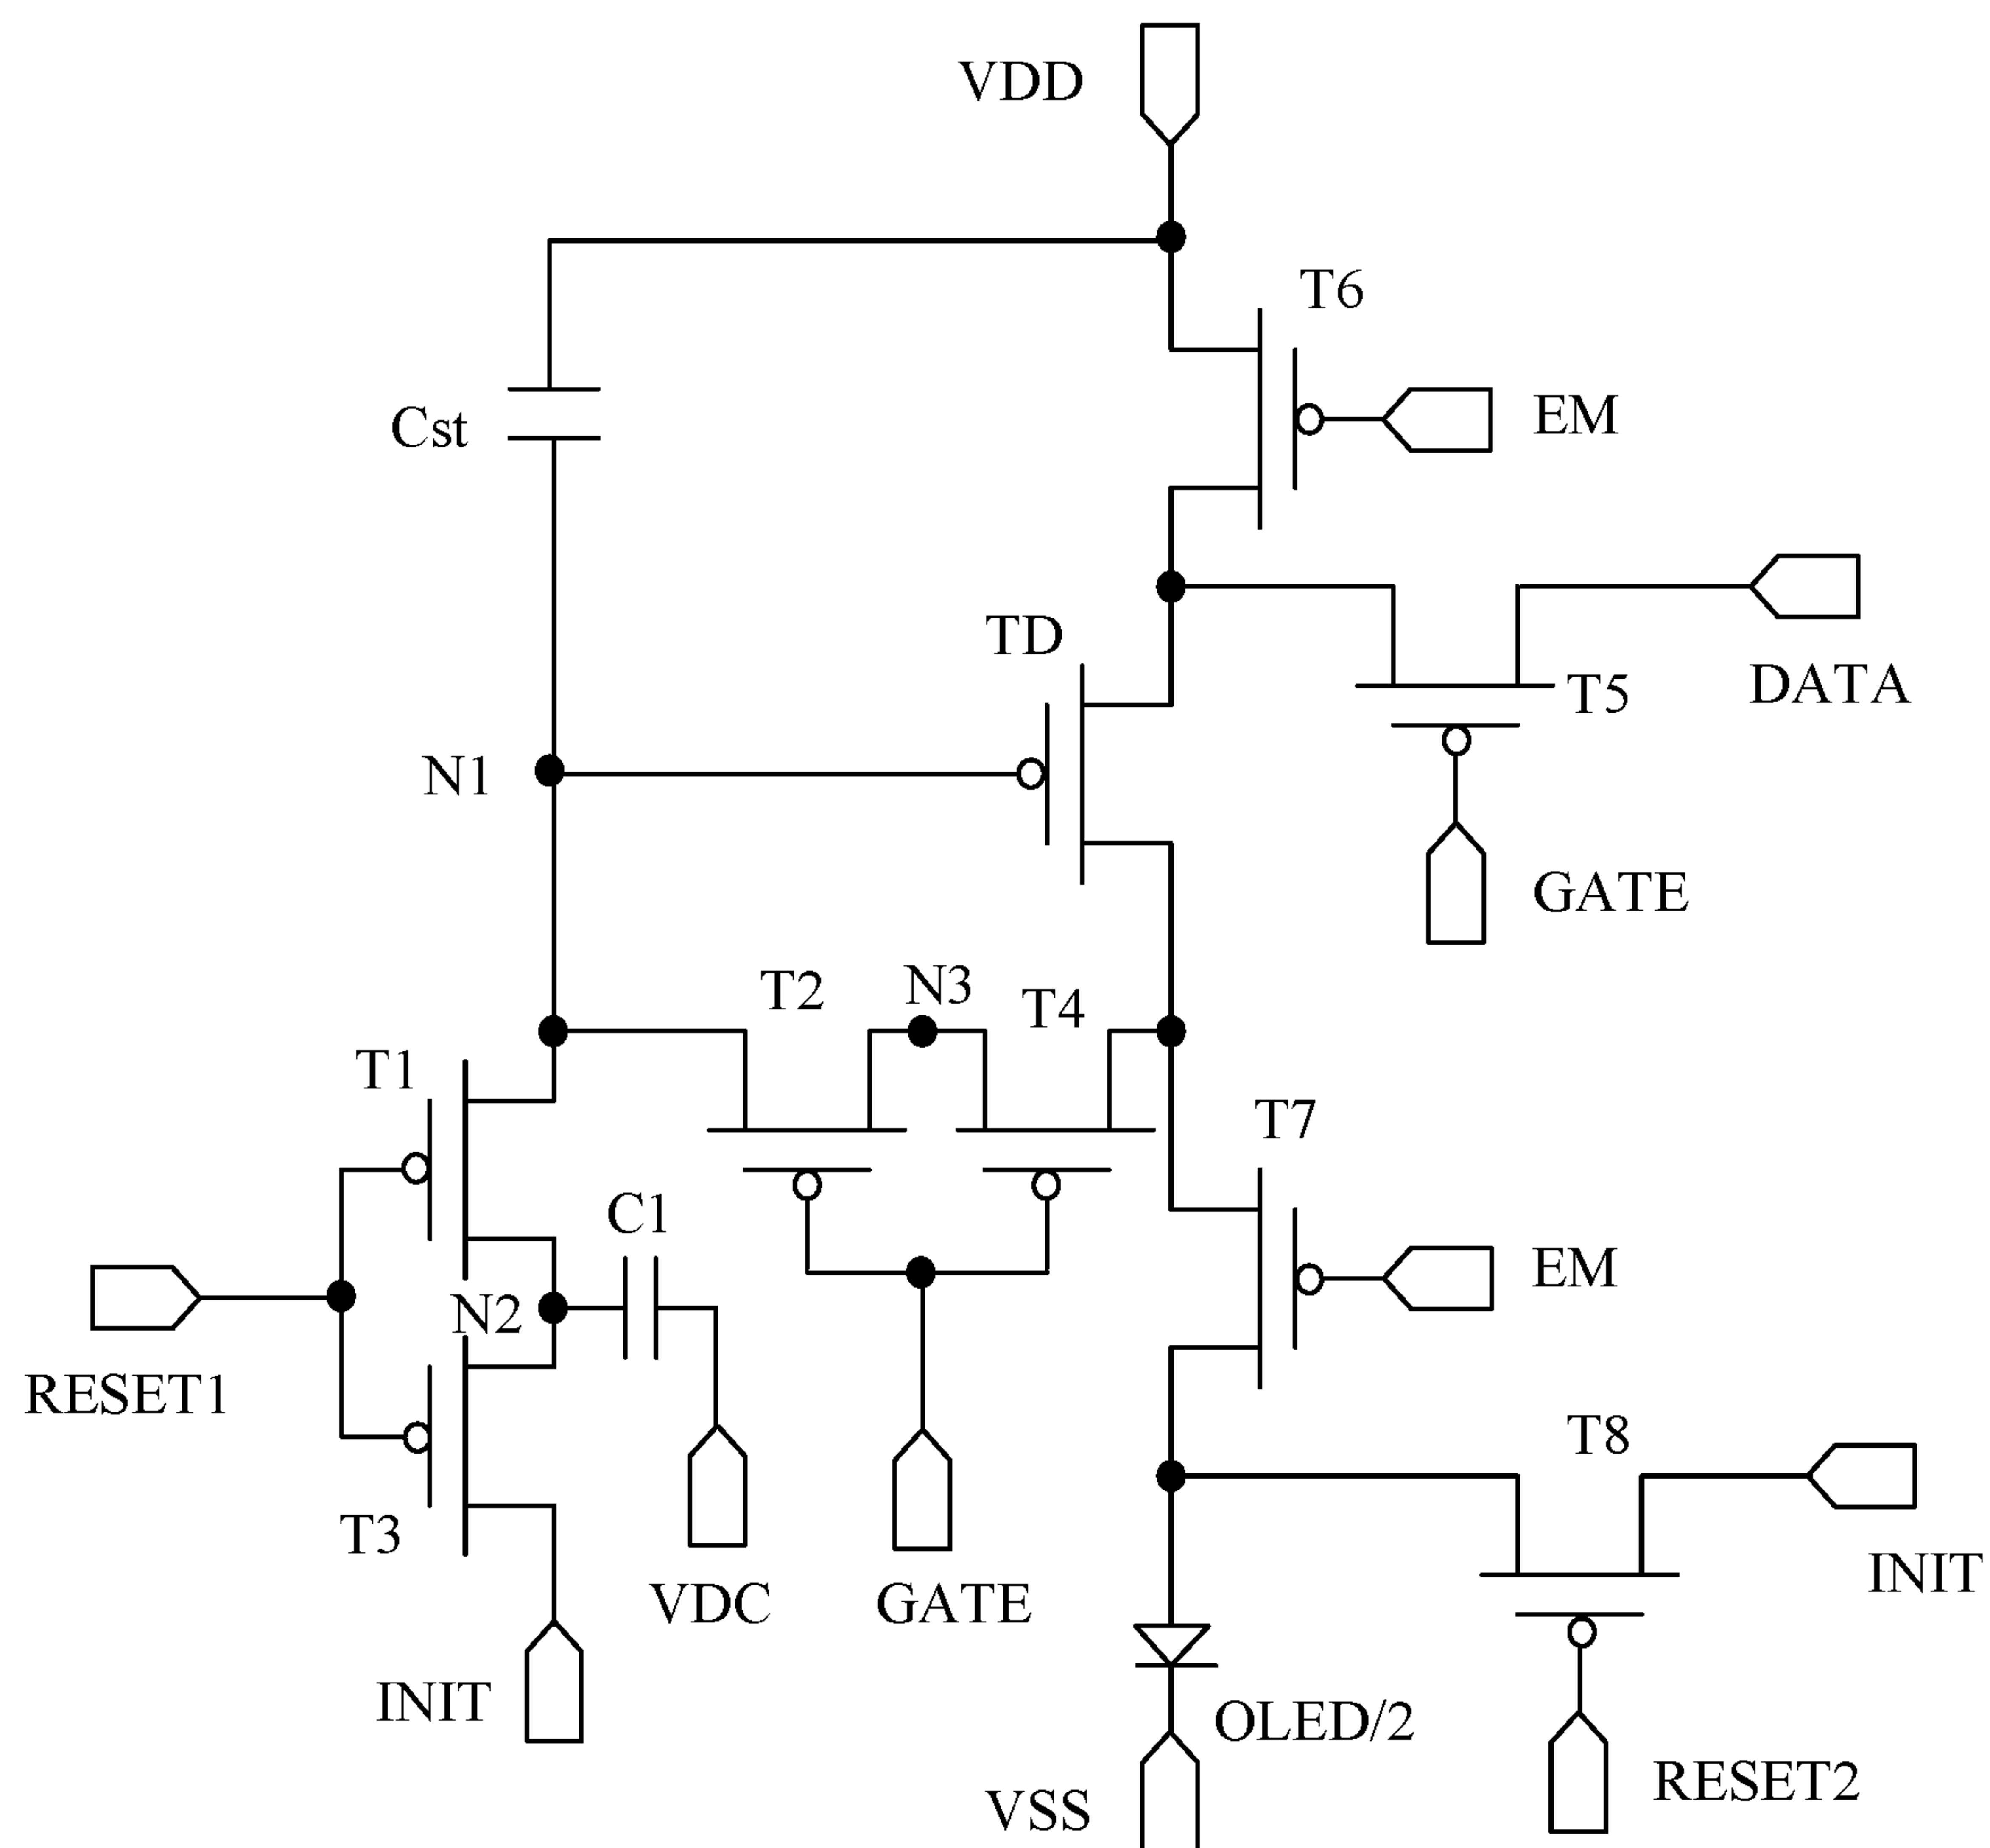 VDD
T6
Cst
EM
TD
T5
DATA
N1
GATE
T2
N3
T4
T1
T7
C1
EM
N2
RESET1
T8
T3
VDC
GATE
INIT
INIT
OLED/2
RESET2
VSS